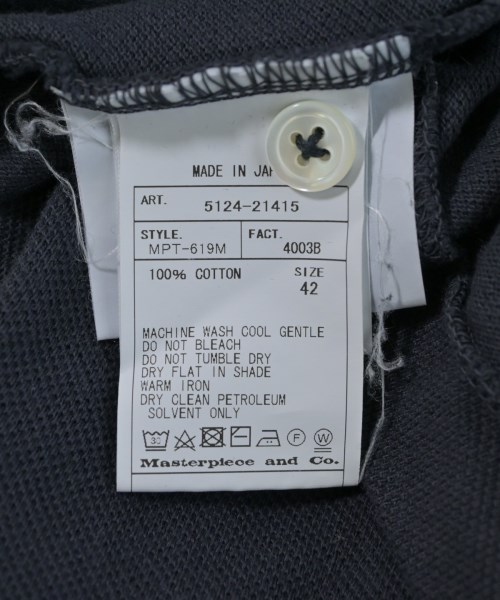 MADE IN
ART. 5124-21415
STYLE. FACT.
MPT-619M 4003B
100% COTTON SIZE
42
MACHINE WASH COOL GENTLE
DO NOT BLEACH
DO NOT TUMBLE DRY
DRY FLAT IN SHADE
WARM IRON
DRY CLEAN PETROLEUM
SOLVENT ONLY
30 F W
Masterpiece and Co.